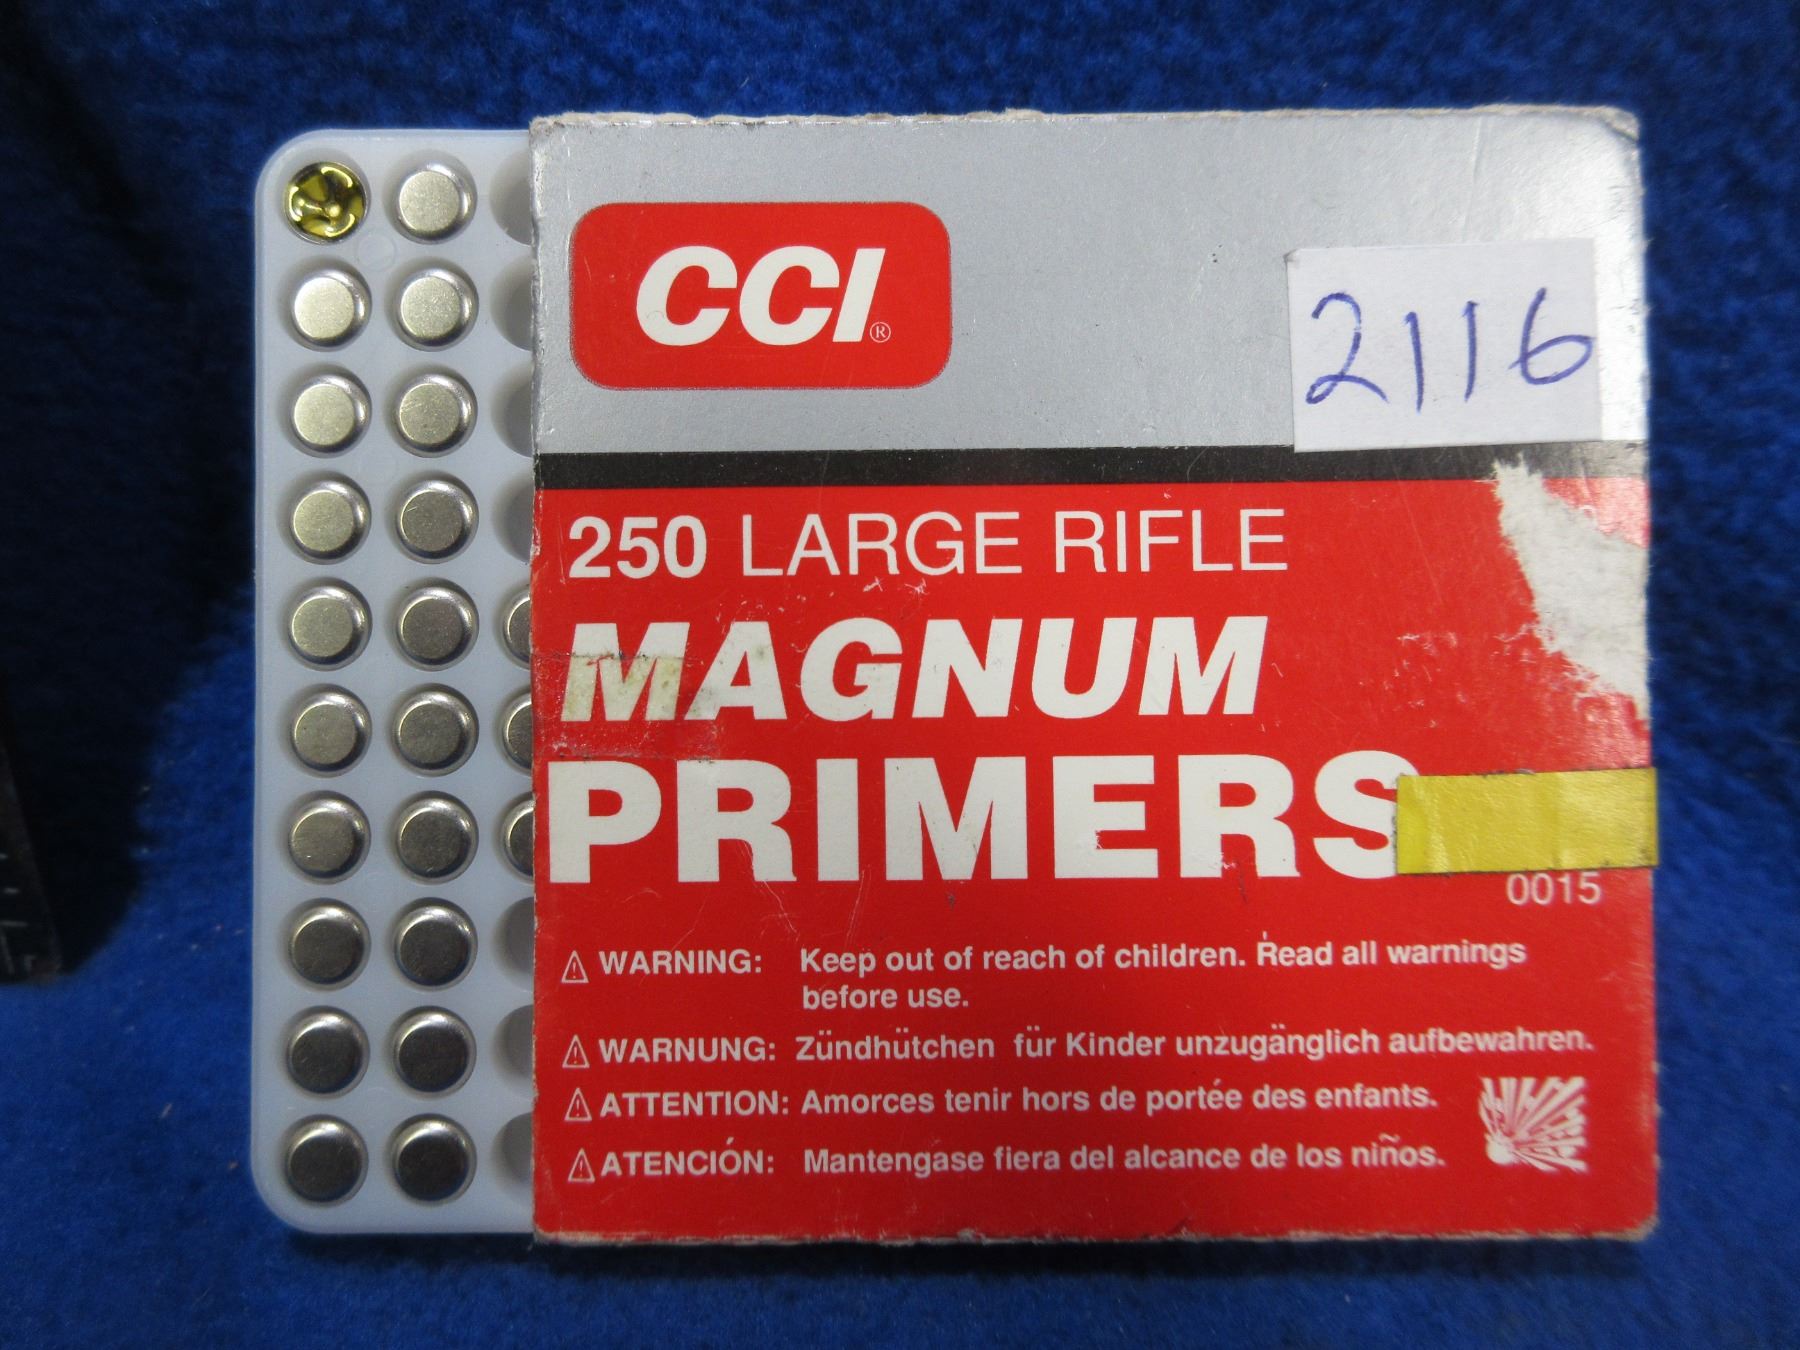 CCI®
2116
250 LARGE RIFLE
MAGNUM
PRIMERS
0015
⚠ WARNING: Keep out of reach of children. Read all warnings
before use.
⚠ WARNUNG: Zündhütchen für Kinder unzugänglich aufbewahren.
⚠ ATTENTION: Amorces tenir hors de portée des enfants.
⚠ ATENCIÓN: Mantengase fiera del alcance de los niños.